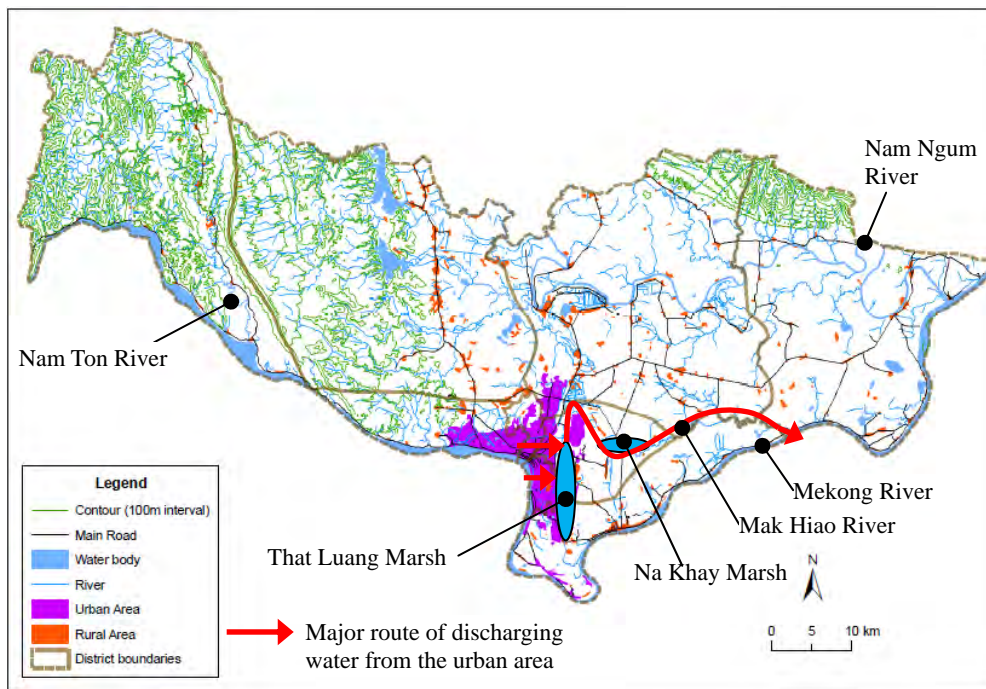 Nam Ngum
River
Nam Ton River
Mekong River
Mak Hiao River
That Luang Marsh
Na Khay Marsh
Legend
Contour (100m interval)
Main Road
Water body
River
Urban Area
Rural Area
District boundaries
Major route of discharging
water from the urban area
N
0 5 10 km